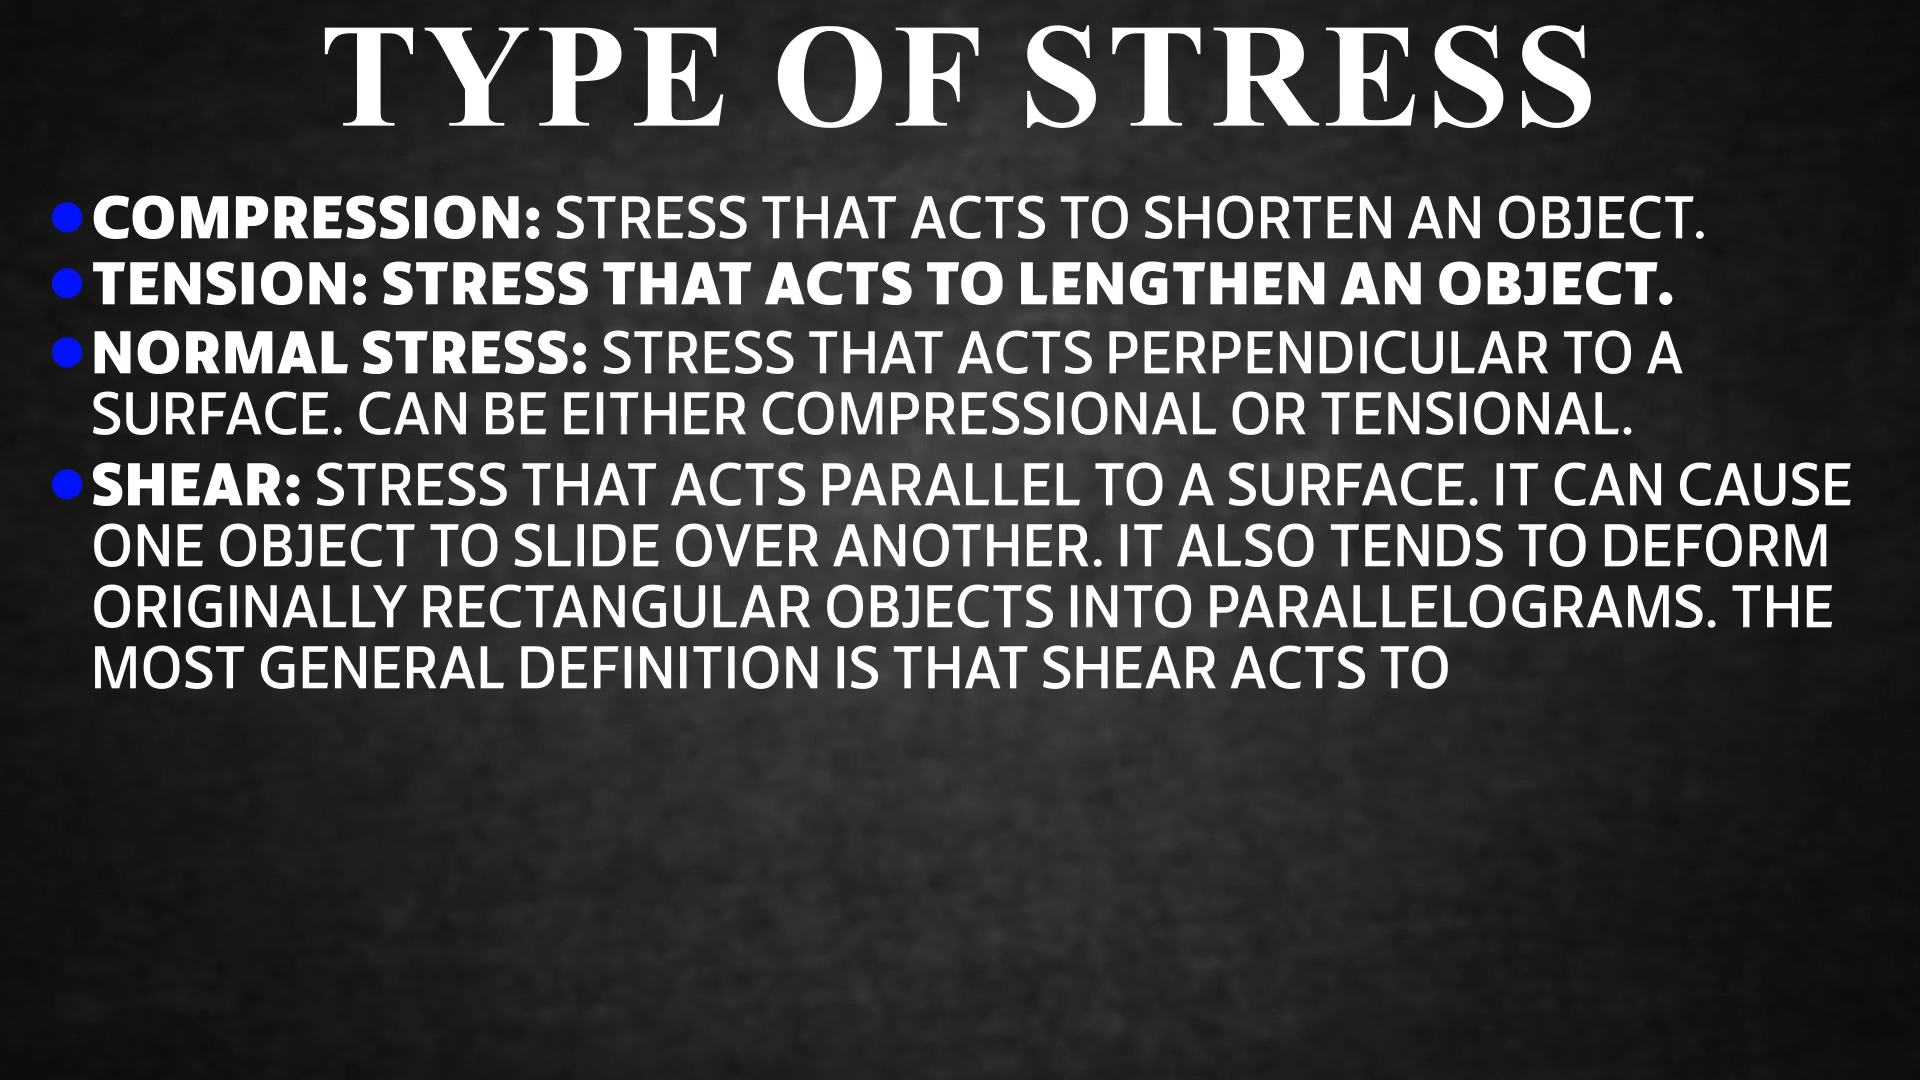 TYPE OF STRESS
COMPRESSION: STRESS THAT ACTS TO SHORTEN AN OBJECT.
TENSION: STRESS THAT ACTS TO LENGTHEN AN OBJECT.
NORMAL STRESS: STRESS THAT ACTS PERPENDICULAR TO A
SURFACE. CAN BE EITHER COMPRESSIONAL OR TENSIONAL.
SHEAR: STRESS THAT ACTS PARALLEL TO A SURFACE. IT CAN CAUSE
ONE OBJECT TO SLIDE OVER ANOTHER. IT ALSO TENDS TO DEFORM
ORIGINALLY RECTANGULAR OBJECTS INTO PARALLELOGRAMS. THE
MOST GENERAL DEFINITION IS THAT SHEAR ACTS TO